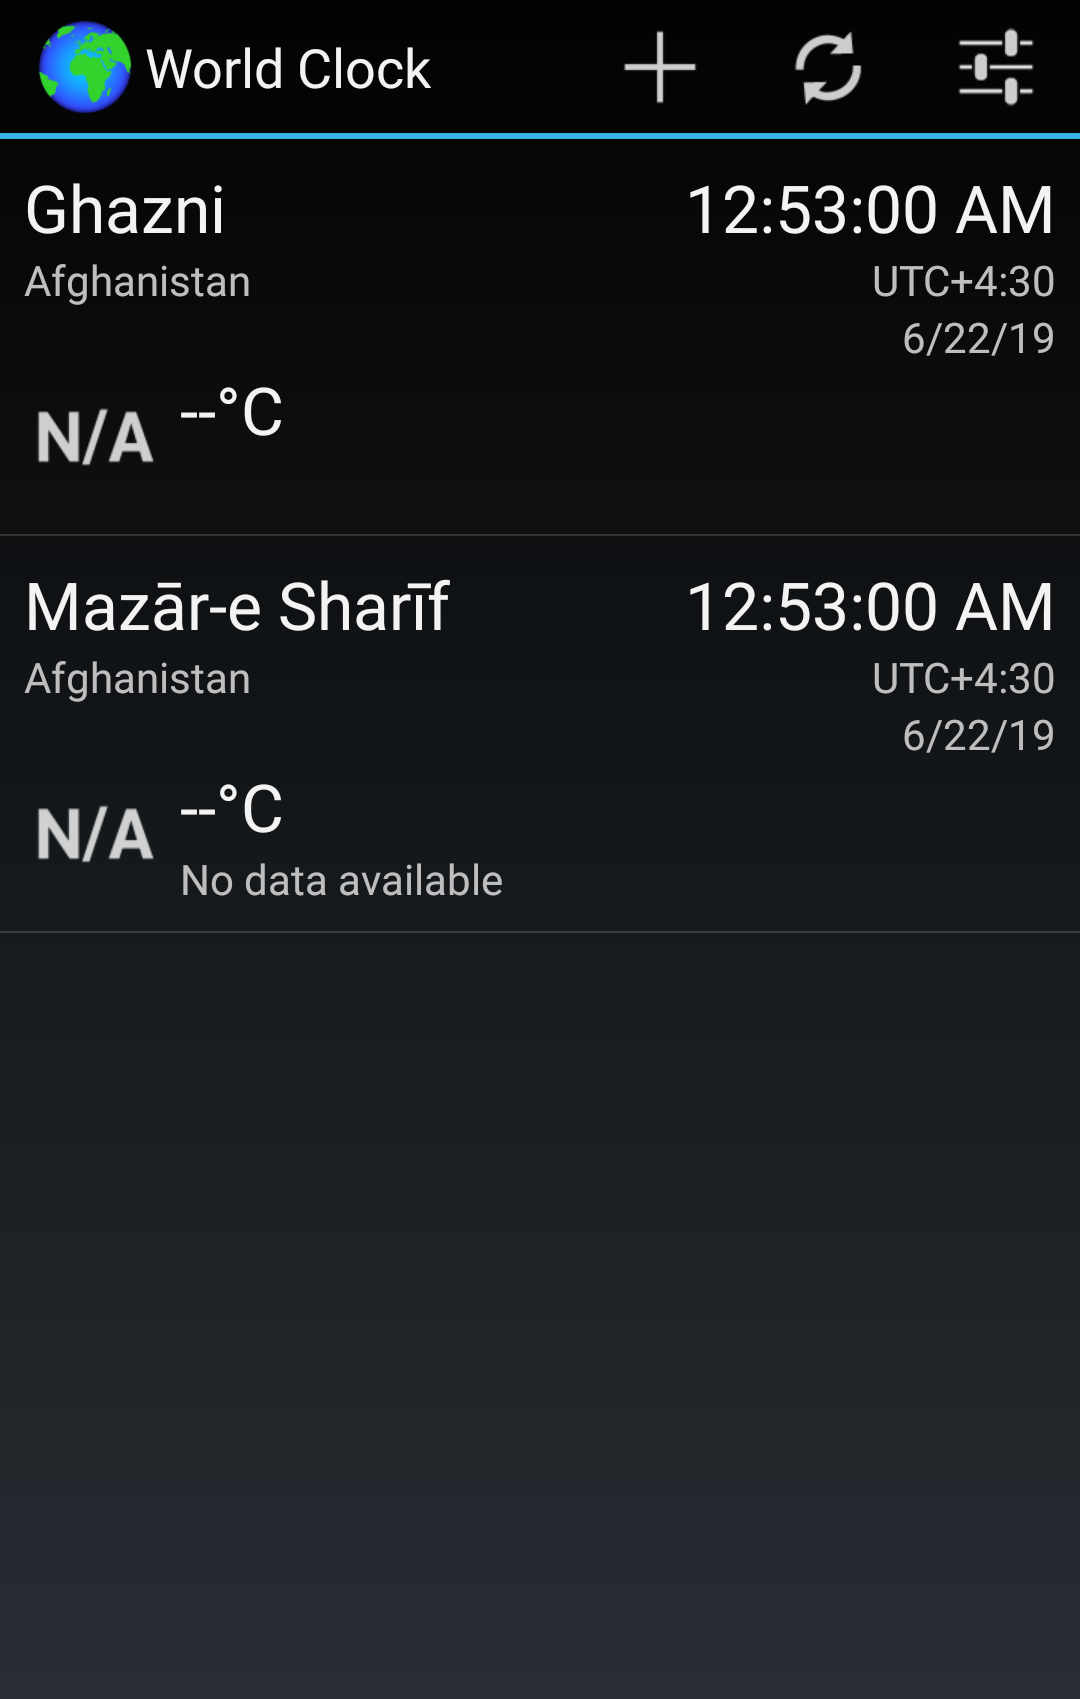 World Clock
Ghazni 12:53:00 AM
Afghanistan UTC+4:30
6/22/19
N/A --°C
Mazār-e Sharīf 12:53:00 AM
Afghanistan UTC+4:30
6/22/19
N/A --°C
No data available